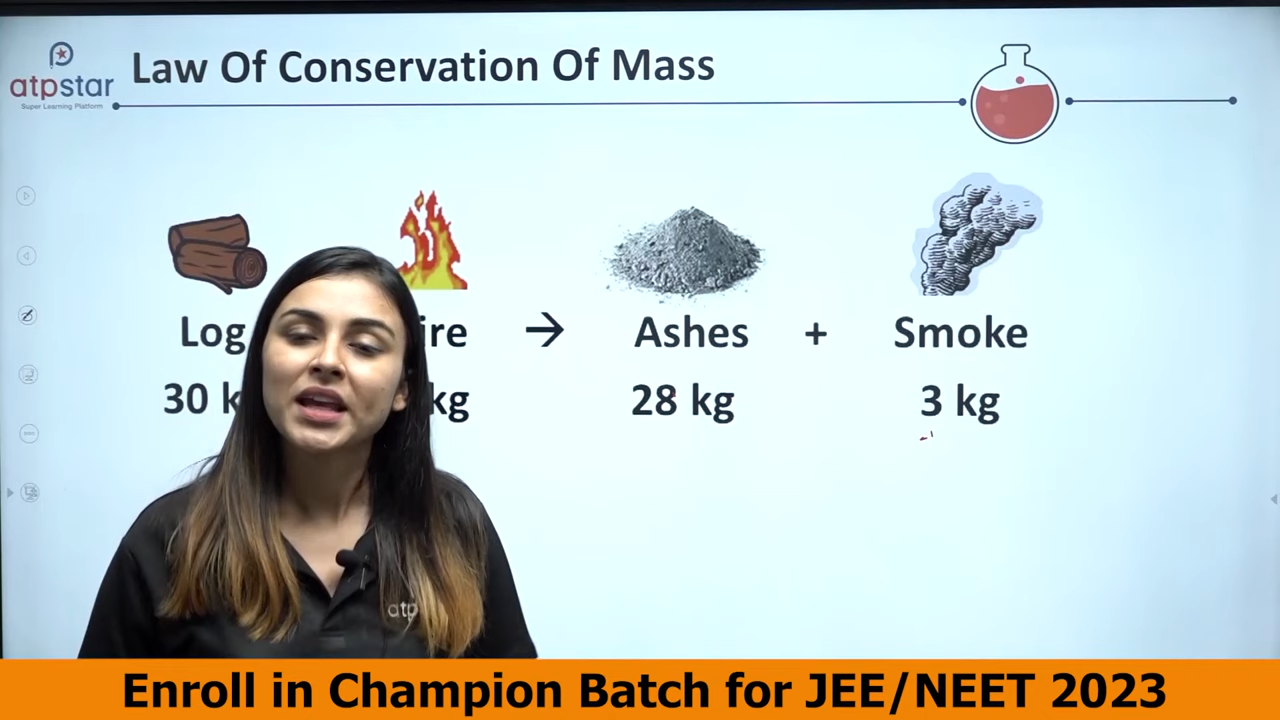 atpstar
Super Learning Platform
Law Of Conservation Of Mass
Log ire → Ashes + Smoke
30 k kg 28 kg 3 kg
atp
Enroll in Champion Batch for JEE/NEET 2023